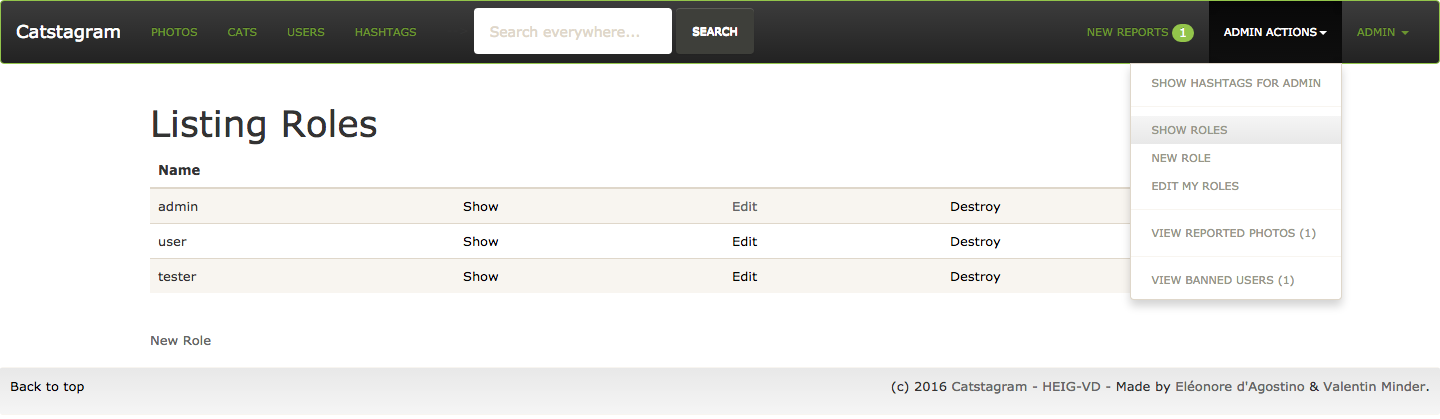 Catstagram PHOTOS CATS USERS HASHTAGS Search everywhere... SEARCH NEW REPORTS 1 ADMIN ACTIONS ADMIN
SHOW HASHTAGS FOR ADMIN
SHOW ROLES
NEW ROLE
EDIT MY ROLES
VIEW REPORTED PHOTOS (1)
VIEW BANNED USERS (1)
Listing Roles
Name
admin Show Edit Destroy
user Show Edit Destroy
tester Show Edit Destroy
New Role
Back to top (c) 2016 Catstagram - HEIG-VD - Made by Eléonore d'Agostino & Valentin Minder.